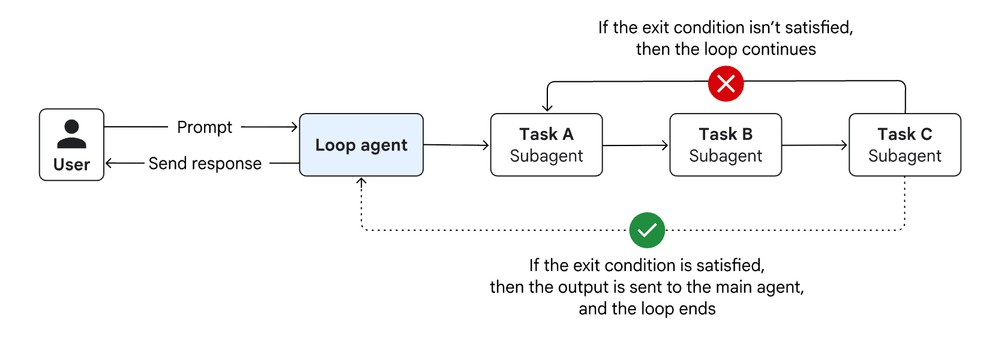 If the exit condition isn’t satisfied,
then the loop continues
User
Prompt
Send response
Loop agent
Task A
Subagent
Task B
Subagent
Task C
Subagent
If the exit condition is satisfied,
then the output is sent to the main agent,
and the loop ends